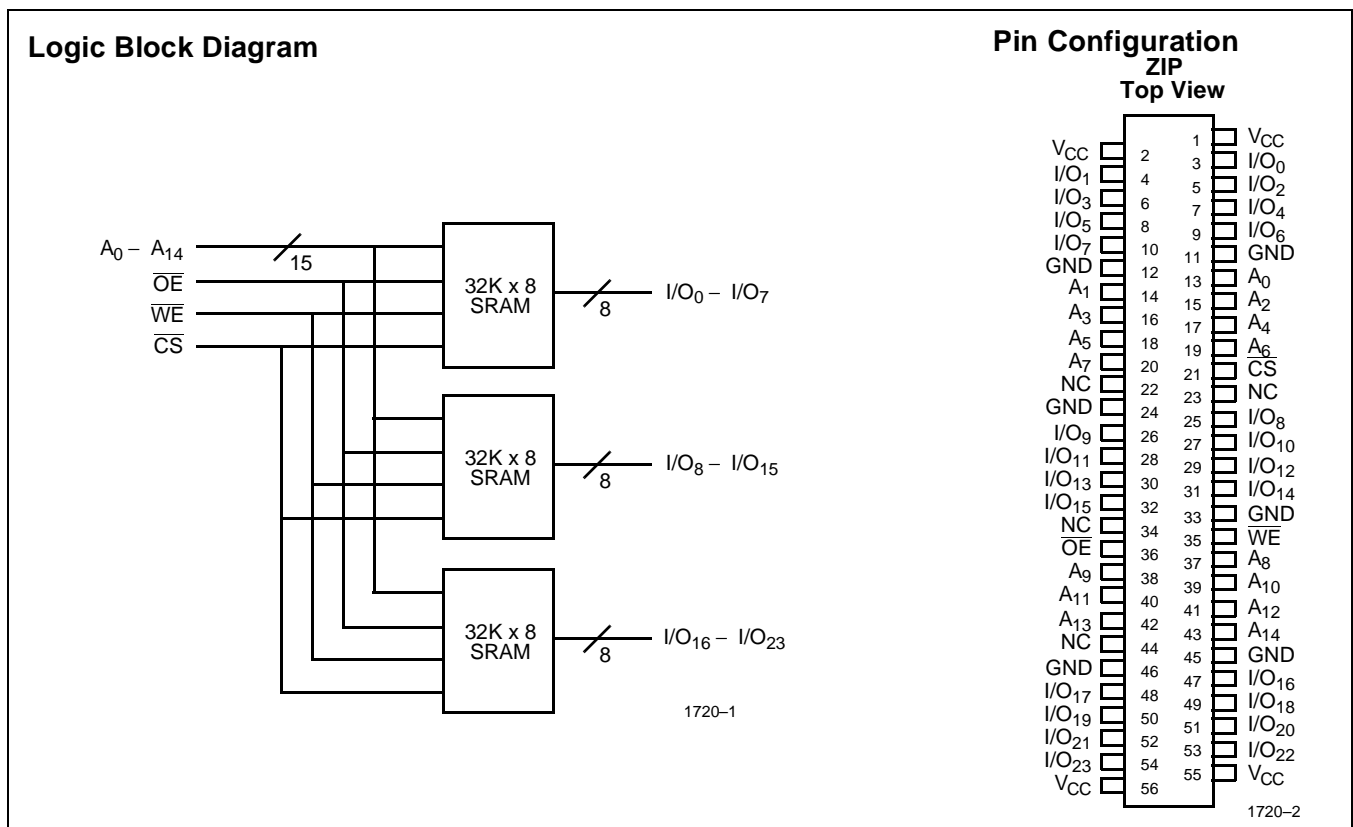 Logic Block Diagram
A0 – A14
15
OE
WE
CS
32K x 8
SRAM
8
I/O0 – I/O7
32K x 8
SRAM
8
I/O8 – I/O15
32K x 8
SRAM
8
I/O16 – I/O23
1720–1
Pin Configuration
ZIP
Top View
1 VCC
VCC 2
3 I/O0
I/O1 4
5 I/O2
I/O3 6
7 I/O4
I/O5 8
9 I/O6
I/O7 10
11 GND
GND 12
13 A0
A1 14
15 A2
A3 16
17 A4
A5 18
19 A6
A7 20
21 CS
NC 22
23 NC
GND 24
25 I/O8
I/O9 26
27 I/O10
I/O11 28
29 I/O12
I/O13 30
31 I/O14
I/O15 32
33 GND
NC 34
35 WE
OE 36
37 A8
A9 38
39 A10
A11 40
41 A12
A13 42
43 A14
NC 44
45 GND
GND 46
47 I/O16
I/O17 48
49 I/O18
I/O19 50
51 I/O20
I/O21 52
53 I/O22
I/O23 54
55 VCC
VCC 56
1720–2